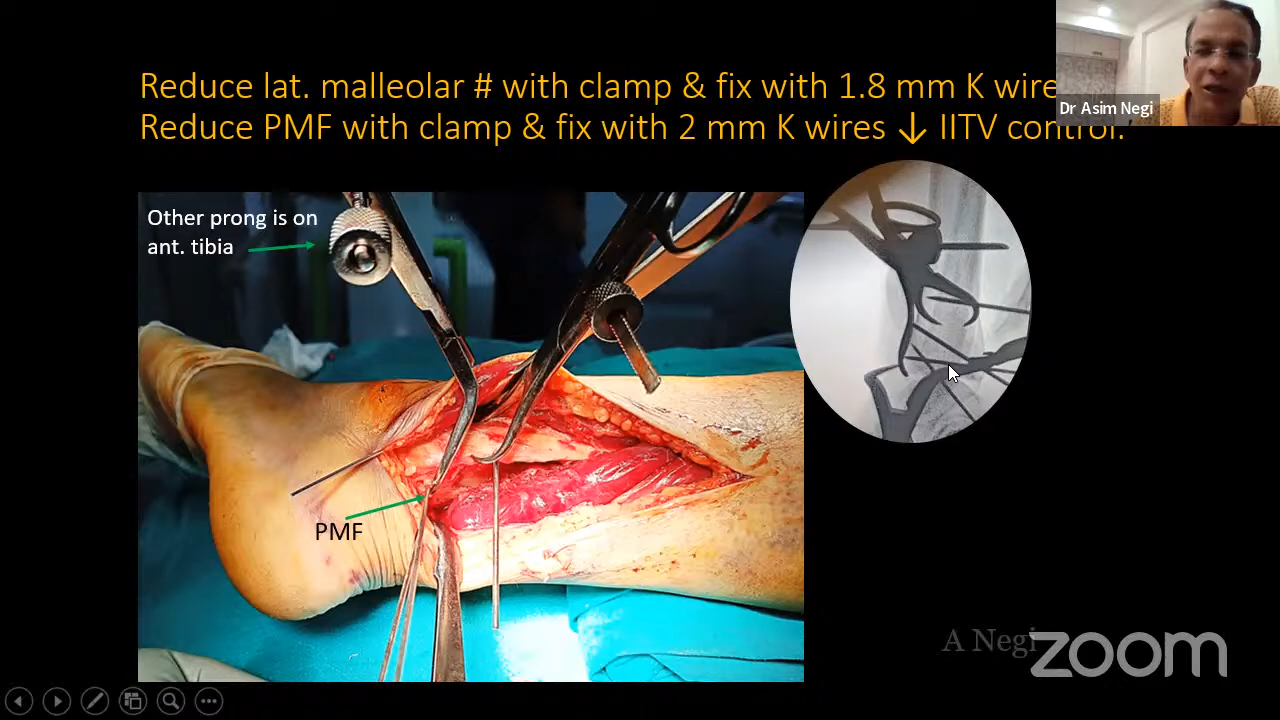 Reduce lat. malleolar # with clamp & fix with 1.8 mm K wire
Dr Asim Negi
Reduce PMF with clamp & fix with 2 mm K wires ↓ IITV control.
Other prong is on
ant. tibia
PMF
A Negi
zoom